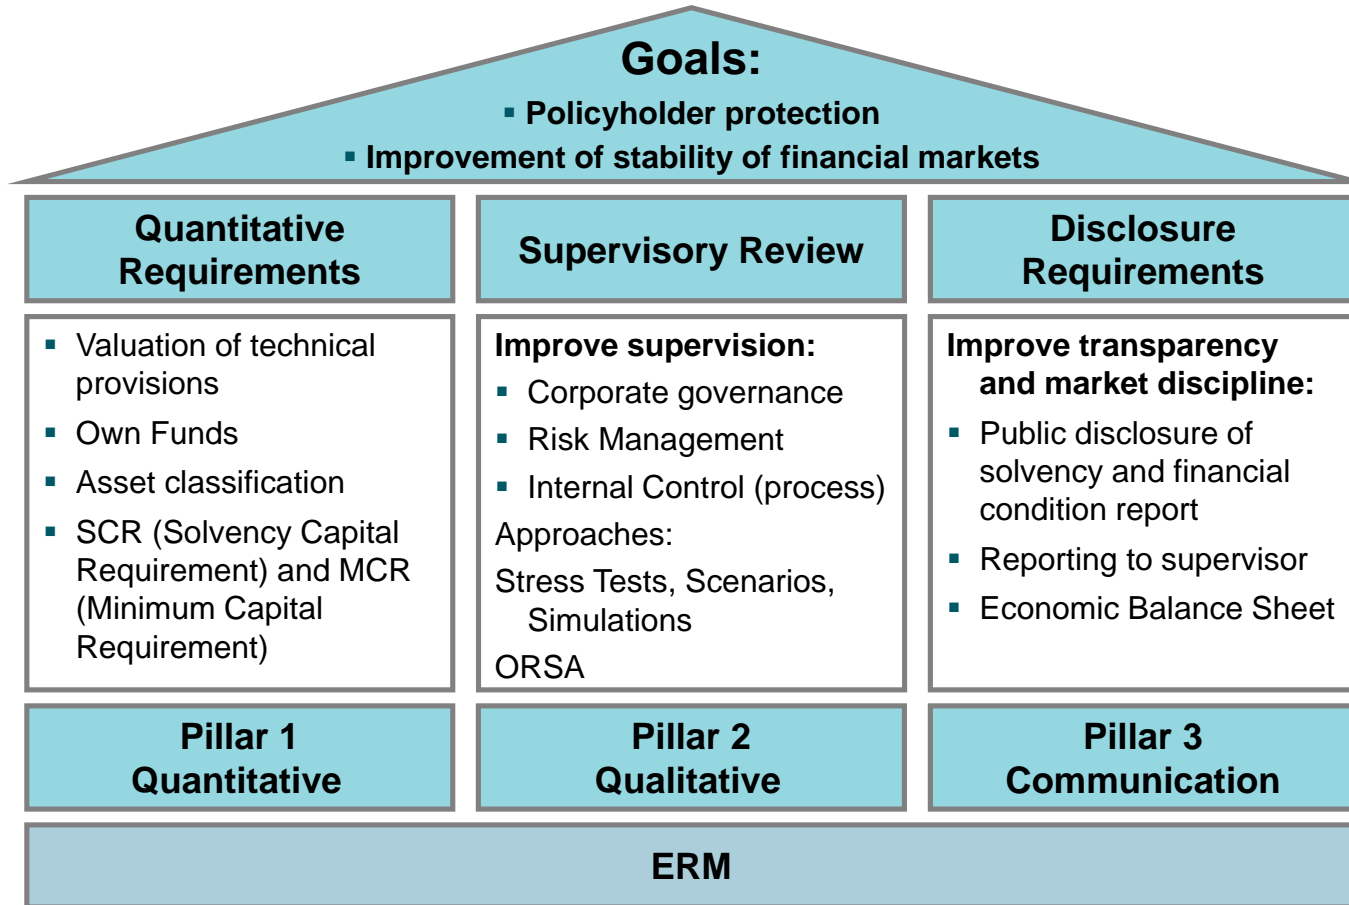 Goals:
▪ Policyholder protection
▪ Improvement of stability of financial markets
Quantitative
Requirements
▪ Valuation of technical
provisions
▪ Own Funds
▪ Asset classification
▪ SCR (Solvency Capital
Requirement) and MCR
(Minimum Capital
Requirement)
Pillar 1
Quantitative
Supervisory Review
Improve supervision:
▪ Corporate governance
▪ Risk Management
▪ Internal Control (process)
Approaches:
Stress Tests, Scenarios,
Simulations
ORSA
Pillar 2
Qualitative
Disclosure
Requirements
Improve transparency
and market discipline:
▪ Public disclosure of
solvency and financial
condition report
▪ Reporting to supervisor
▪ Economic Balance Sheet
Pillar 3
Communication
ERM